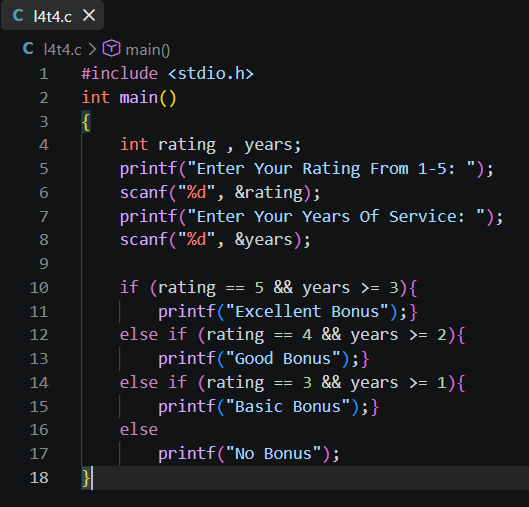 C l4t4.c ×
C l4t4.c > main()
1 #include <stdio.h>
2 int main()
3 {
4     int rating , years;
5     printf("Enter Your Rating From 1-5: ");
6     scanf("%d", &rating);
7     printf("Enter Your Years Of Service: ");
8     scanf("%d", &years);
9
10     if (rating == 5 && years >= 3){
11         printf("Excellent Bonus");}
12     else if (rating == 4 && years >= 2){
13         printf("Good Bonus");}
14     else if (rating == 3 && years >= 1){
15         printf("Basic Bonus");}
16     else
17         printf("No Bonus");
18 }